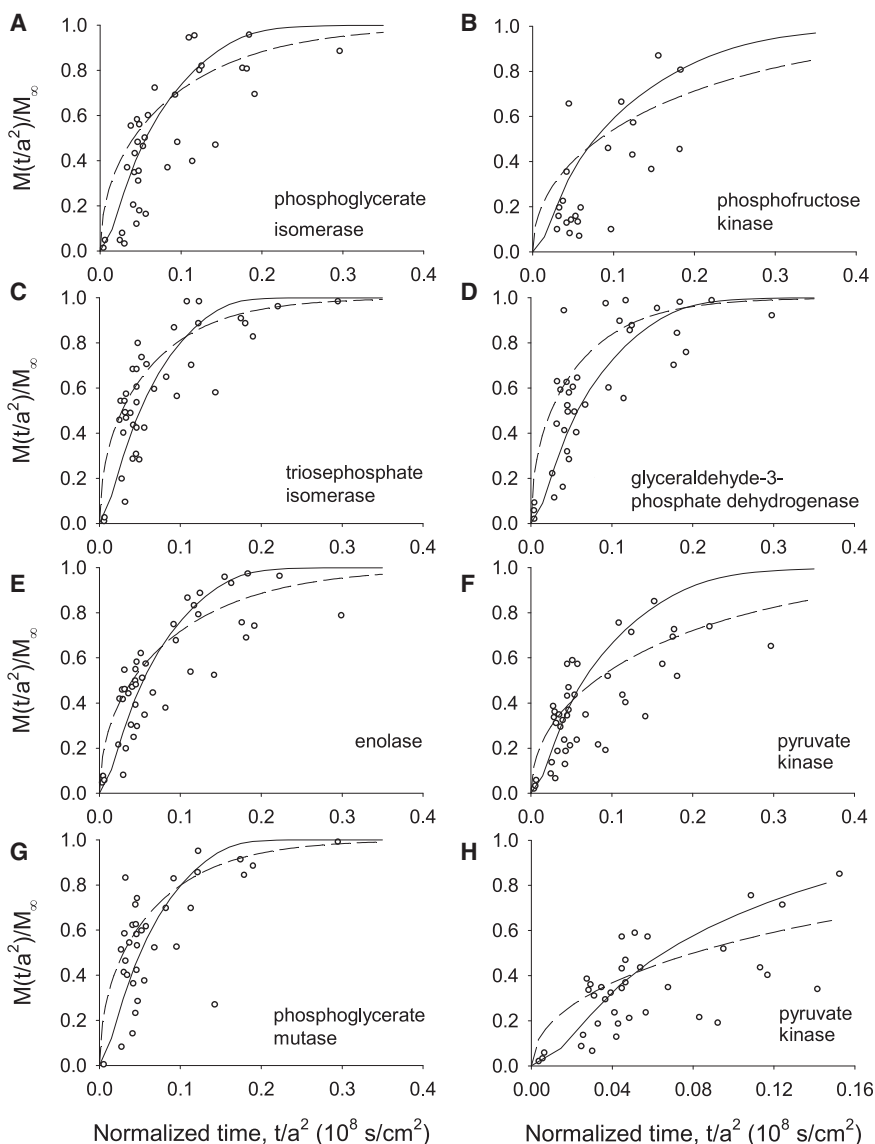 A
B
1.0
0.8
0.6
0.4
0.2
0.0
M(t/a²)/M∞
phosphoglycerate
isomerase
0.0 0.1 0.2 0.3 0.4
1.0
0.8
0.6
0.4
0.2
0.0
phosphofructose
kinase
0.0 0.1 0.2 0.3 0.4
C
D
1.0
0.8
0.6
0.4
0.2
0.0
M(t/a²)/M∞
triosephosphate
isomerase
0.0 0.1 0.2 0.3 0.4
1.0
0.8
0.6
0.4
0.2
0.0
glyceraldehyde-3-
phosphate dehydrogenase
0.0 0.1 0.2 0.3 0.4
E
F
1.0
0.8
0.6
0.4
0.2
0.0
M(t/a²)/M∞
enolase
0.0 0.1 0.2 0.3 0.4
1.0
0.8
0.6
0.4
0.2
0.0
pyruvate
kinase
0.0 0.1 0.2 0.3 0.4
G
H
1.0
0.8
0.6
0.4
0.2
0.0
M(t/a²)/M∞
phosphoglycerate
mutase
0.0 0.1 0.2 0.3 0.4
Normalized time, t/a² (10⁸ s/cm²)
1.0
0.8
0.6
0.4
0.2
0.0
pyruvate
kinase
0.00 0.04 0.08 0.12 0.16
Normalized time, t/a² (10⁸ s/cm²)